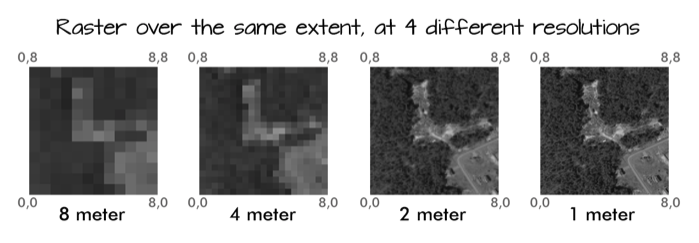 Raster over the same extent, at 4 different resolutions
0,8 8,8 0,8 8,8 0,8 8,8 0,8 8,8
0,0 8,0 0,0 8,0 0,0 8,0 0,0 8,0
8 meter 4 meter 2 meter 1 meter